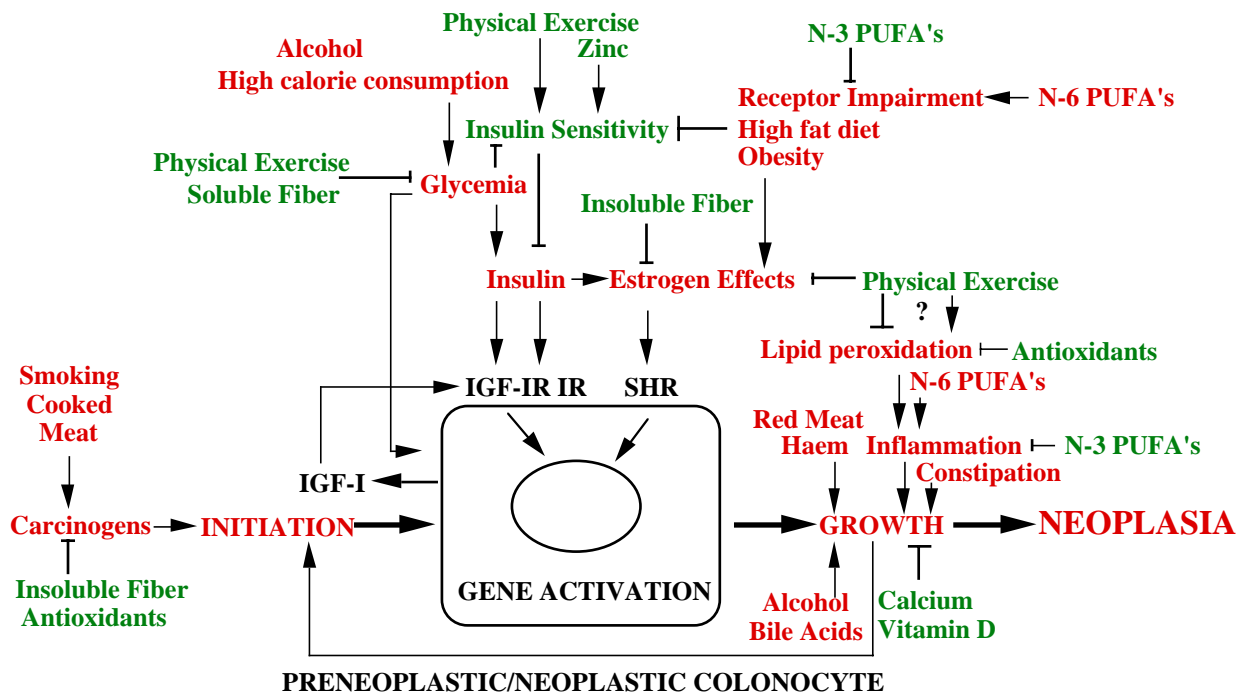 Physical Exercise
Zinc
N-3 PUFA's
Alcohol
High calorie consumption
Receptor Impairment
N-6 PUFA's
Insulin Sensitivity
High fat diet
Obesity
Physical Exercise
Soluble Fiber
Glycemia
Insoluble Fiber
Insulin
Estrogen Effects
Physical Exercise
?
Lipid peroxidation
Antioxidants
Smoking
Cooked
Meat
IGF-IR IR
SHR
N-6 PUFA's
Red Meat
Haem
Inflammation
N-3 PUFA's
Constipation
IGF-I
Carcinogens
INITIATION
GROWTH
NEOPLASIA
Insoluble Fiber
Antioxidants
GENE ACTIVATION
Alcohol
Bile Acids
Calcium
Vitamin D
PRENEOPLASTIC/NEOPLASTIC COLONOCYTE